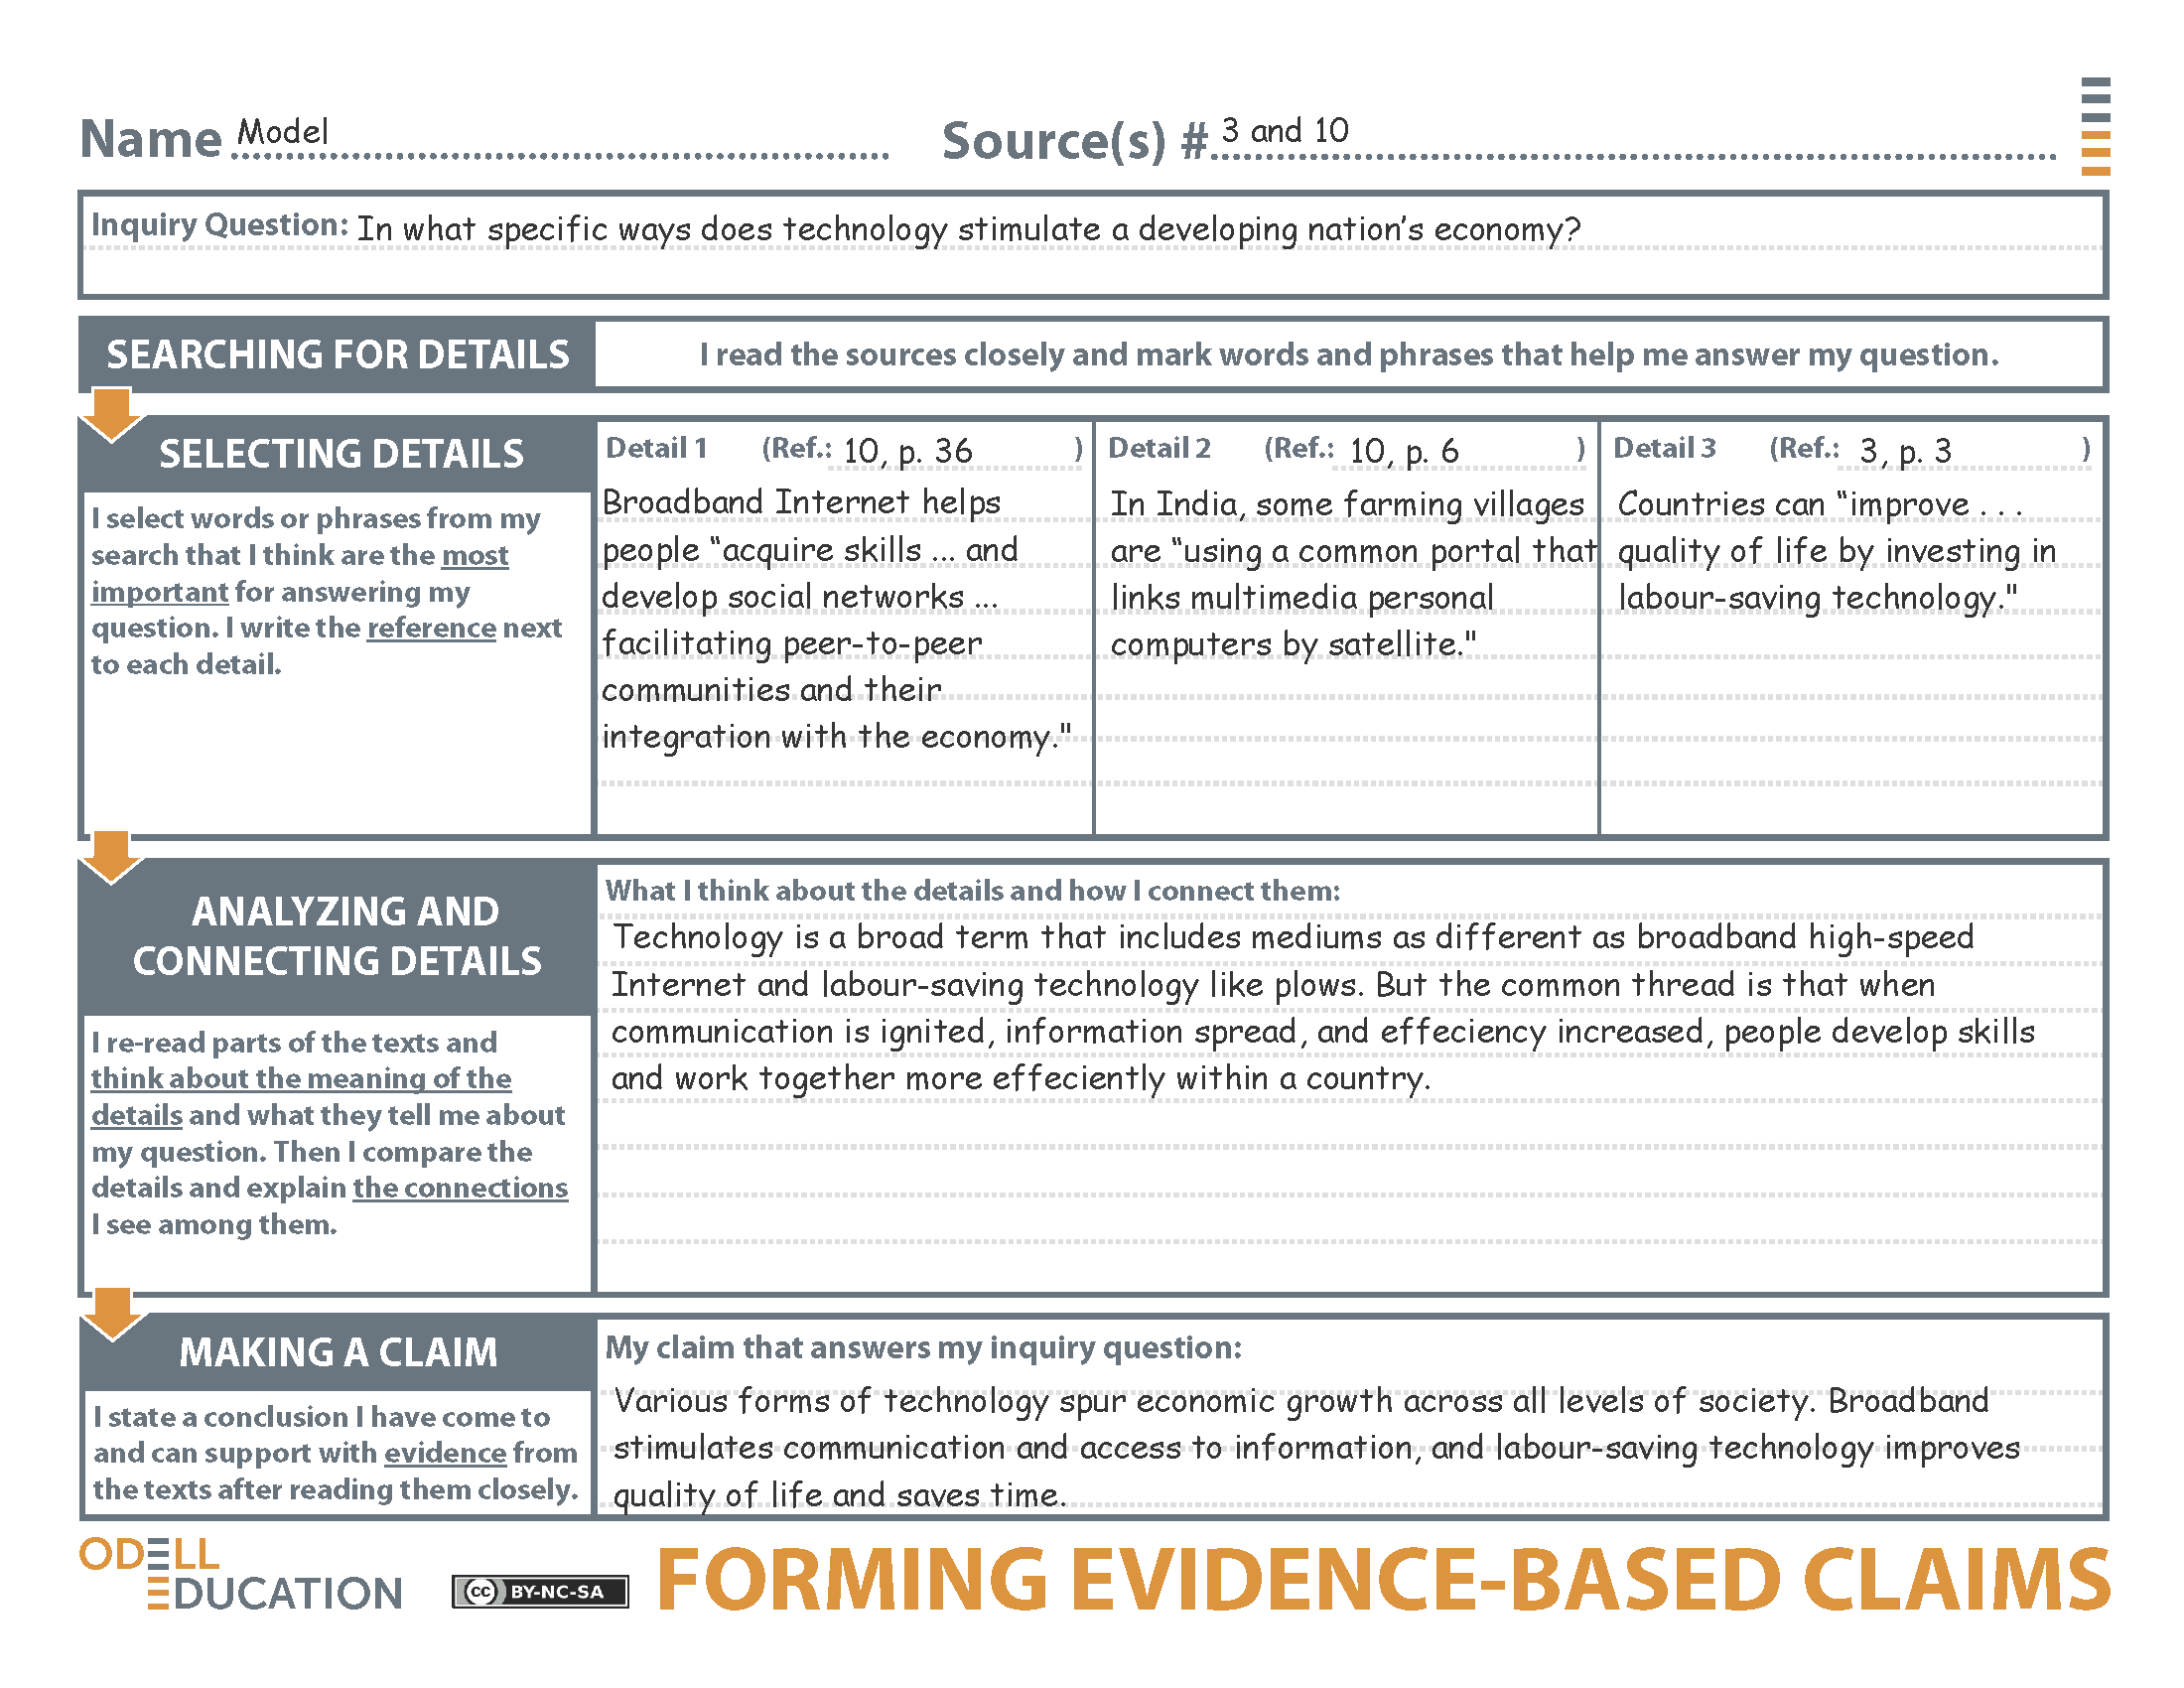 Name Model Source(s) # 3 and 10
Inquiry Question: In what specific ways does technology stimulate a developing nation's economy?
SEARCHING FOR DETAILS
I read the sources closely and mark words and phrases that help me answer my question.
SELECTING DETAILS
I select words or phrases from my
search that I think are the most
important for answering my
question. I write the reference next
to each detail.
Detail 1 (Ref.: 10, p. 36 )
Broadband Internet helps
people “acquire skills ... and
develop social networks ...
facilitating peer-to-peer
communities and their
integration with the economy."
Detail 2 (Ref.: 10, p. 6 )
In India, some farming villages
are “using a common portal that
links multimedia personal
computers by satellite."
Detail 3 (Ref.: 3, p. 3 )
Countries can “improve . . .
quality of life by investing in
labour-saving technology."
ANALYZING AND
CONNECTING DETAILS
I re-read parts of the texts and
think about the meaning of the
details and what they tell me about
my question. Then I compare the
details and explain the connections
I see among them.
What I think about the details and how I connect them:
Technology is a broad term that includes mediums as different as broadband high-speed
Internet and labour-saving technology like plows. But the common thread is that when
communication is ignited, information spread, and effeciency increased, people develop skills
and work together more effeciently within a country.
MAKING A CLAIM
I state a conclusion I have come to
and can support with evidence from
the texts after reading them closely.
My claim that answers my inquiry question:
Various forms of technology spur economic growth across all levels of society. Broadband
stimulates communication and access to information, and labour-saving technology improves
quality of life and saves time.
ODELL
EDUCATION
cc BY-NC-SA
FORMING EVIDENCE-BASED CLAIMS